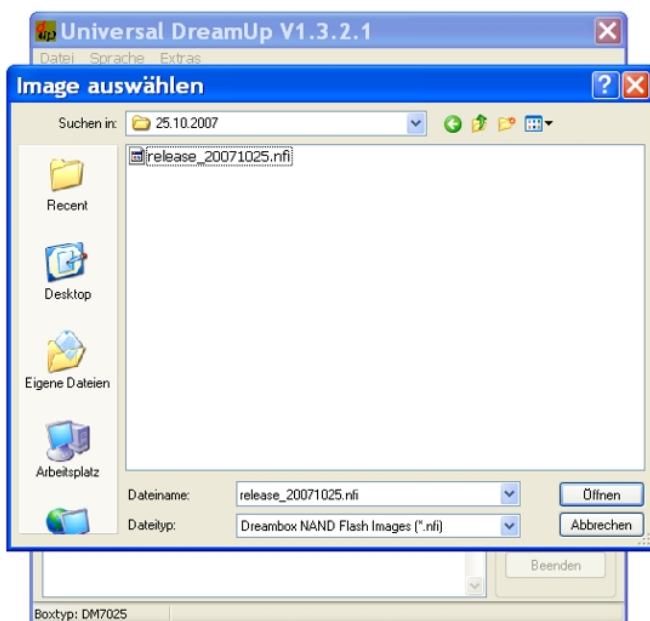 Universal DreamUp V1.3.2.1
Datei Sprache Extras
Image auswählen
Suchen in: 25.10.2007
release_20071025.nfi
Recent
Desktop
Eigene Dateien
Arbeitsplatz
Dateiname: release_20071025.nfi Öffnen
Dateityp: Dreambox NAND Flash Images (*.nfi) Abbrechen
Beenden
Boxtyp: DM7025